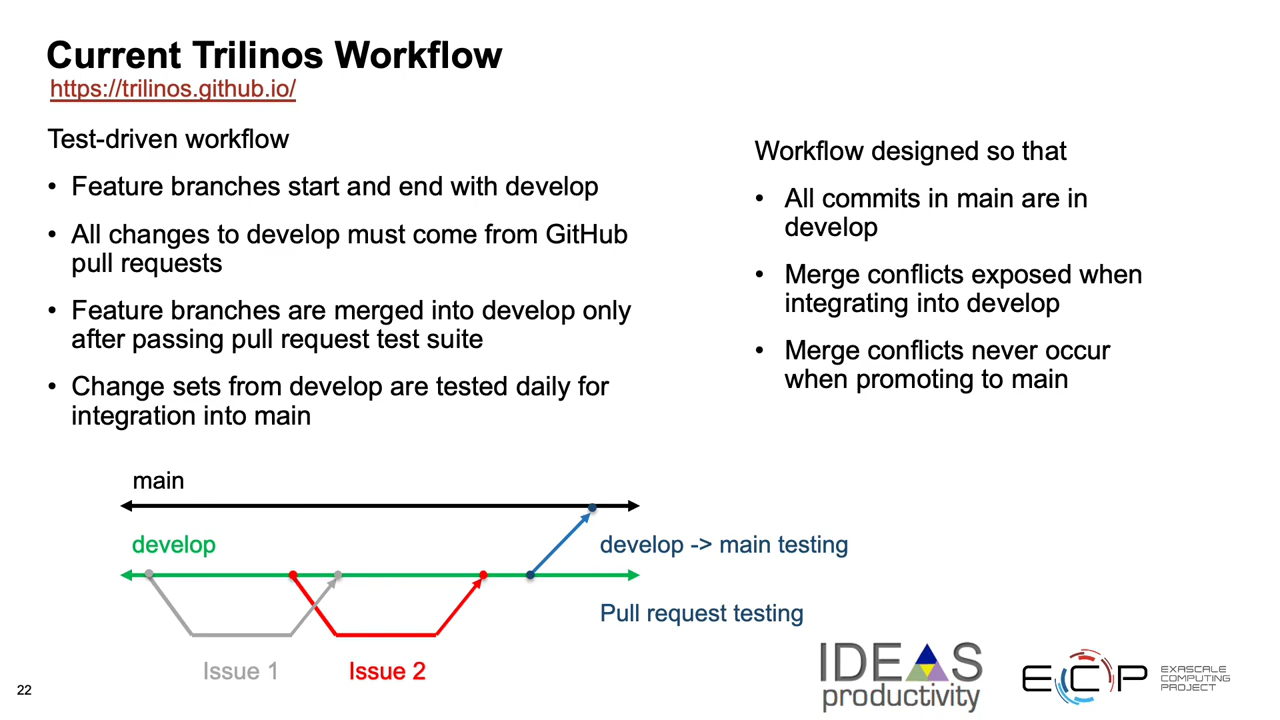 Current Trilinos Workflow
https://trilinos.github.io/
Test-driven workflow
• Feature branches start and end with develop
• All changes to develop must come from GitHub
pull requests
• Feature branches are merged into develop only
after passing pull request test suite
• Change sets from develop are tested daily for
integration into main
Workflow designed so that
• All commits in main are in
develop
• Merge conflicts exposed when
integrating into develop
• Merge conflicts never occur
when promoting to main
main
develop
develop -> main testing
Pull request testing
Issue 1
Issue 2
22
IDEAS
productivity
ECP
EXASCALE
COMPUTING
PROJECT